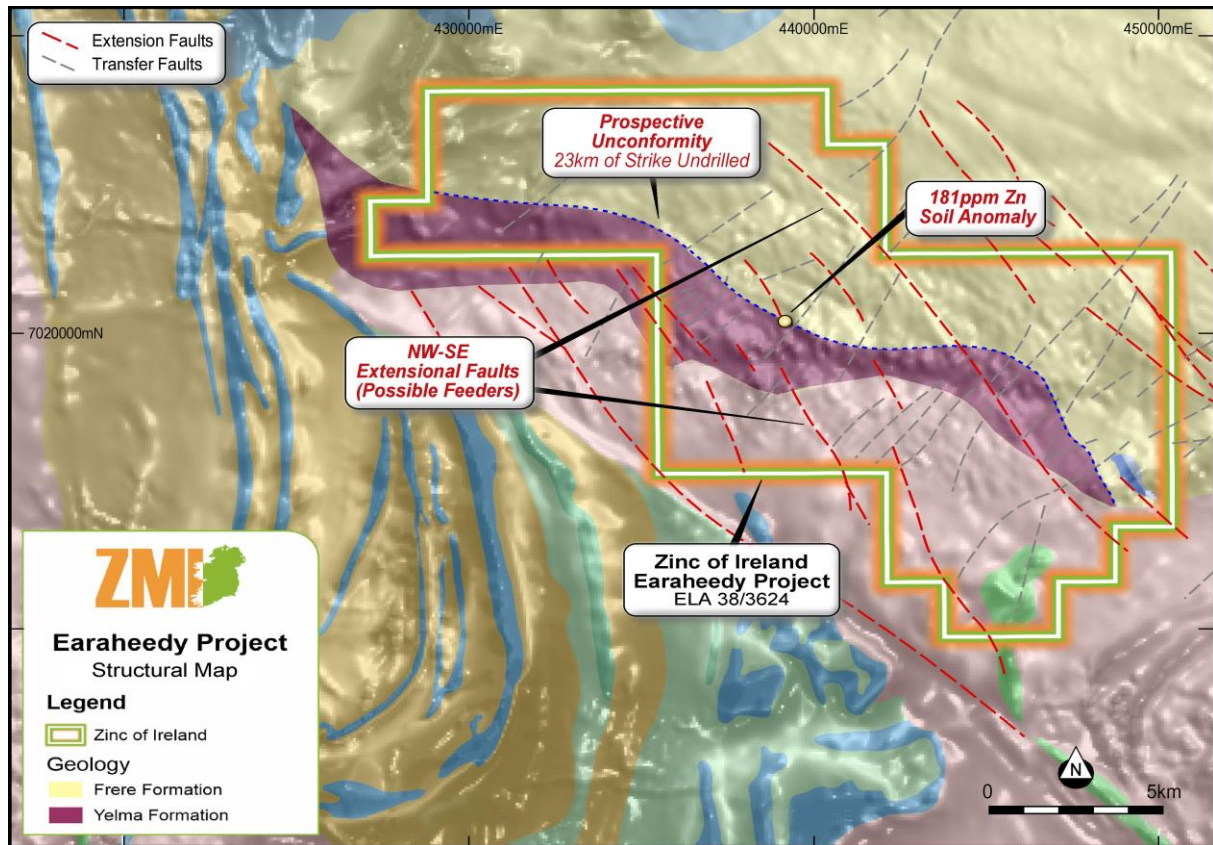 430000mE
440000mE
450000mE
Extension Faults
Transfer Faults
Prospective
Unconformity
23km of Strike Undrilled
181ppm Zn
Soil Anomaly
7020000mN
NW-SE
Extensional Faults
(Possible Feeders)
Zinc of Ireland
Earaheedy Project
ELA 38/3624
ZMI
Earaheedy Project
Structural Map
Legend
Zinc of Ireland
Geology
Frere Formation
Yelma Formation
N
0
5km